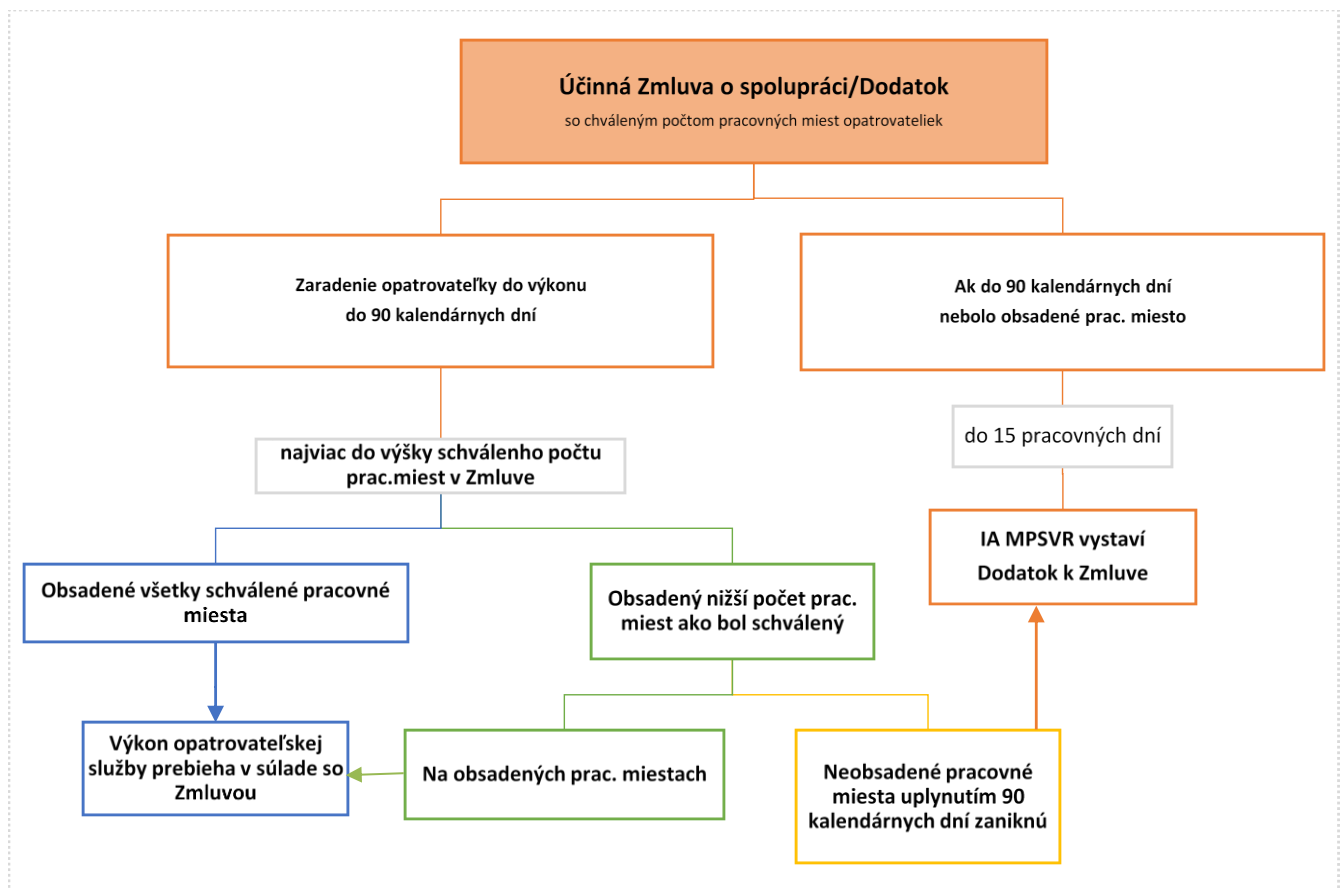 Účinná Zmluva o spolupráci/Dodatok
so chváleným počtom pracovných miest opatrovateliek
Zaradenie opatrovateľky do výkonu
do 90 kalendárnych dní
Ak do 90 kalendárnych dní
nebolo obsadené prac. miesto
najviac do výšky schválenho počtu
prac.miest v Zmluve
do 15 pracovných dní
IA MPSVR vystaví
Dodatok k Zmluve
Obsadené všetky schválené pracovné
miesta
Obsadený nižší počet prac.
miest ako bol schválený
Výkon opatrovateľskej
služby prebieha v súlade so
Zmluvou
Na obsadených prac. miestach
Neobsadené pracovné
miesta uplynutím 90
kalendárnych dní zaniknú